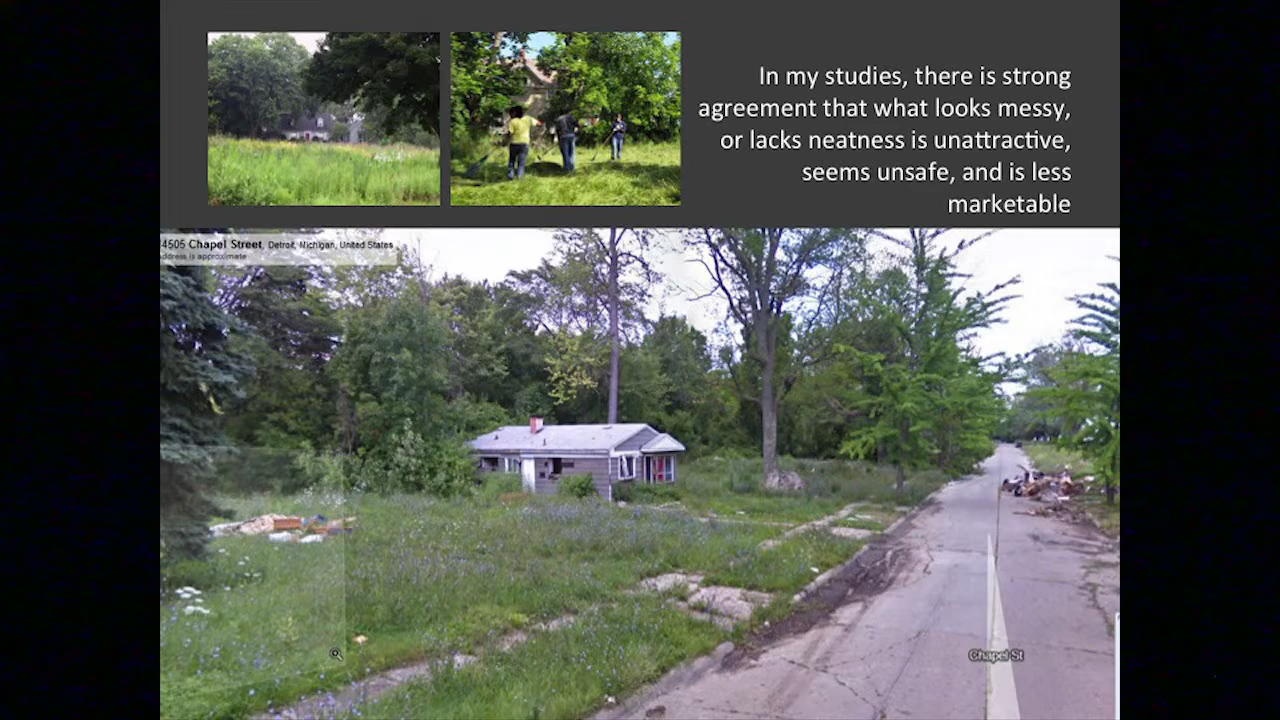 In my studies, there is strong
agreement that what looks messy,
or lacks neatness is unattractive,
seems unsafe, and is less
marketable
4505 Chapel Street, Detroit, Michigan, United States
address is approximate
Chapel St